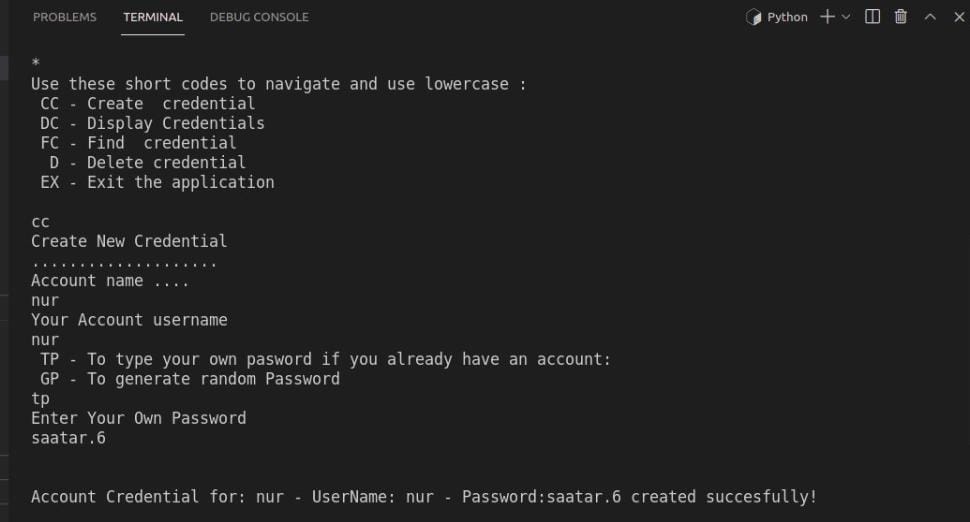 PROBLEMS TERMINAL DEBUG CONSOLE Python
*
Use these short codes to navigate and use lowercase :
CC - Create  credential
DC - Display Credentials
FC - Find  credential
D - Delete credential
EX - Exit the application
cc
Create New Credential
....................
Account name ....
nur
Your Account username
nur
TP - To type your own pasword if you already have an account:
GP - To generate random Password
tp
Enter Your Own Password
saatar.6
Account Credential for: nur - UserName: nur - Password:saatar.6 created succesfully!